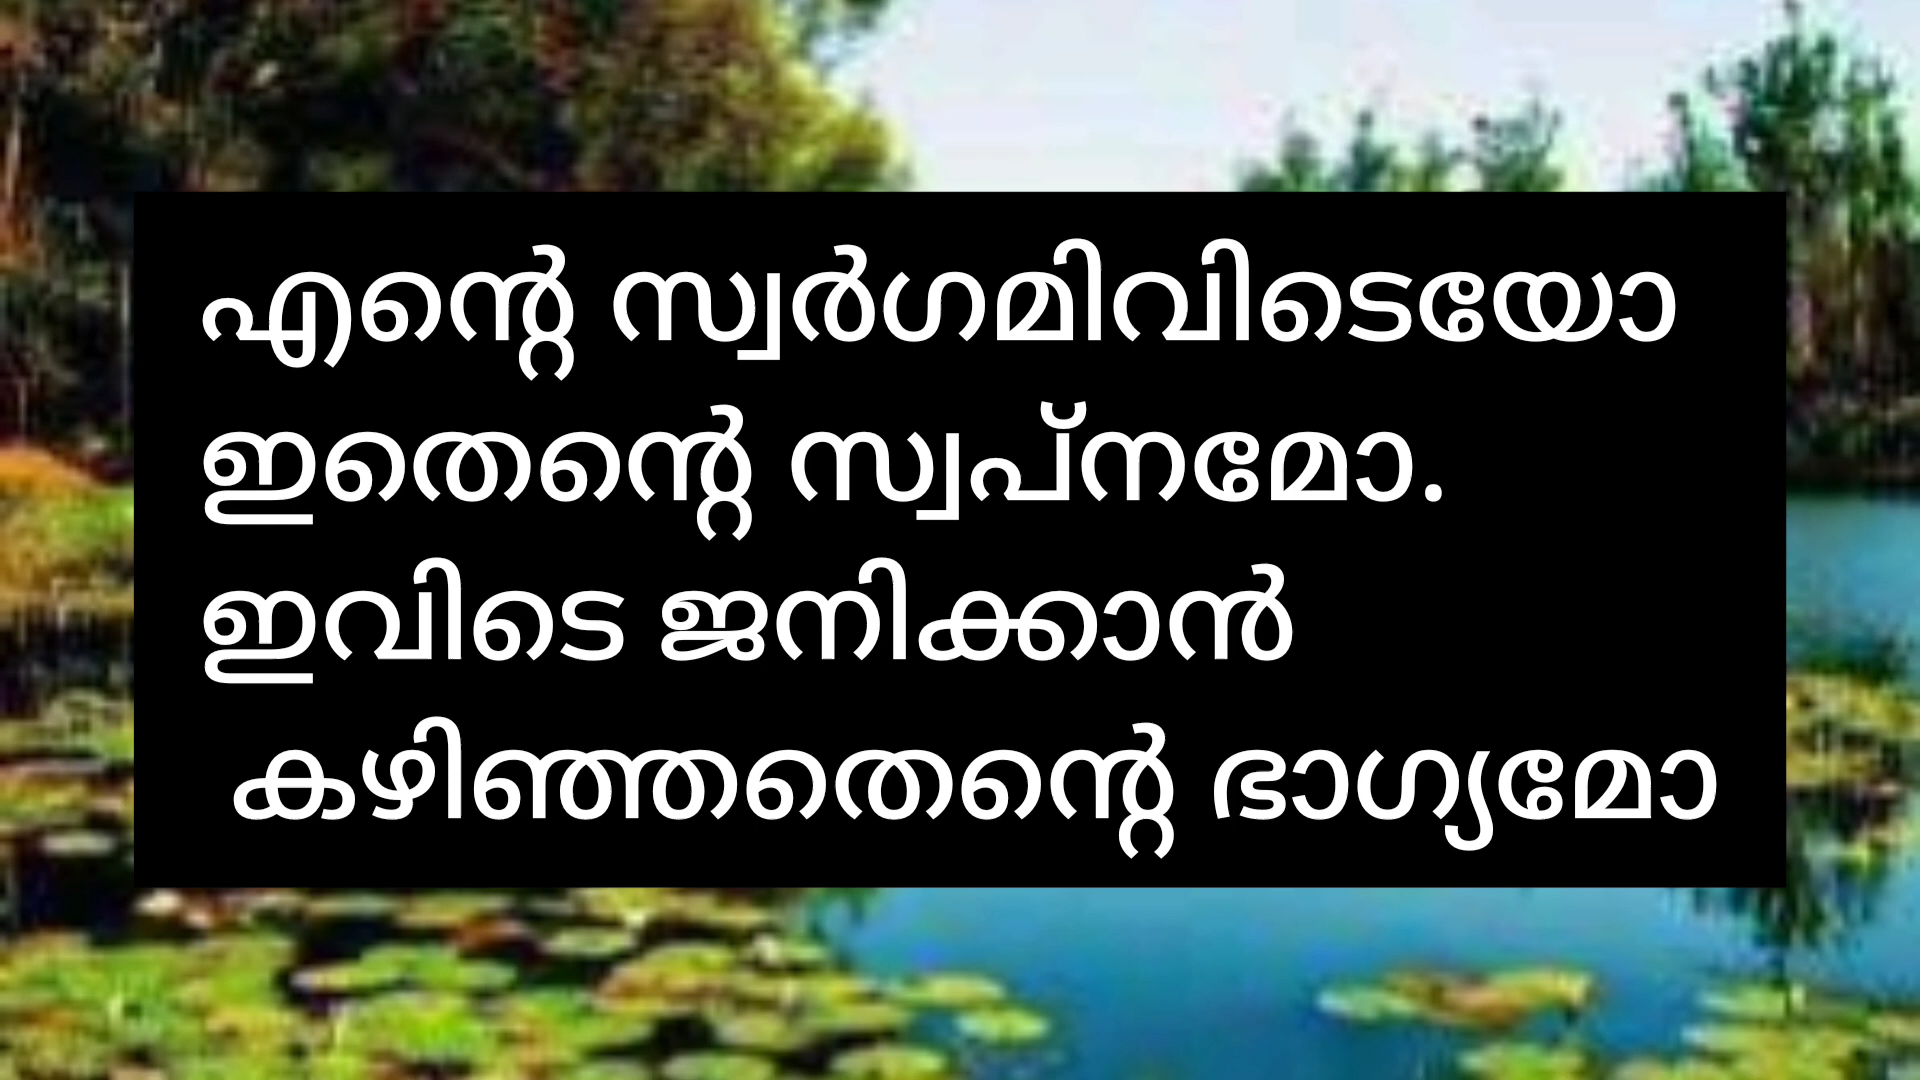 എന്റെ സ്വർഗമിവിടെയോ
ഇതെന്റെ സ്വപ്നമോ.
ഇവിടെ ജനിക്കാൻ
കഴിഞ്ഞതെന്റെ ഭാഗ്യമോ